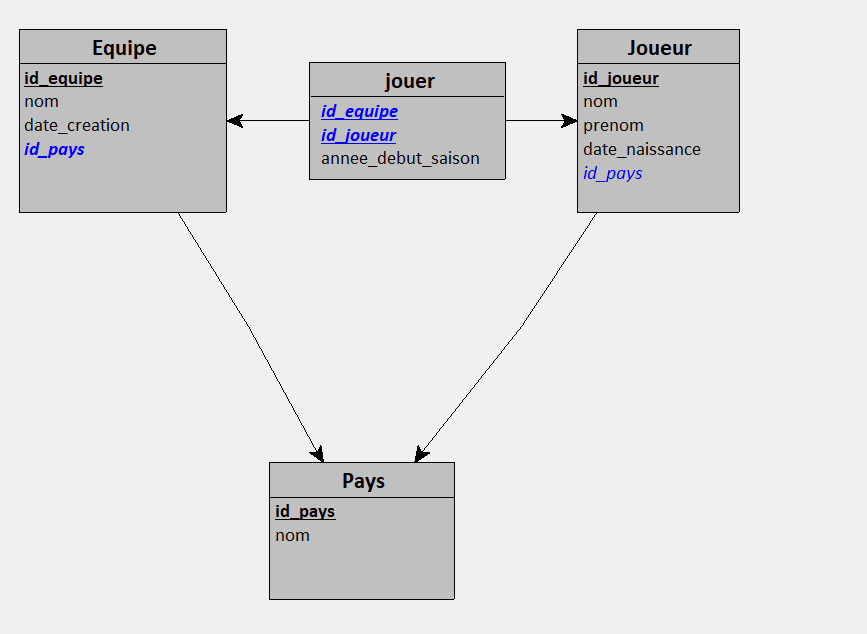 Equipe
id_equipe
nom
date_creation
id_pays
jouer
id_equipe
id_joueur
annee_debut_saison
Joueur
id_joueur
nom
prenom
date_naissance
id_pays
Pays
id_pays
nom